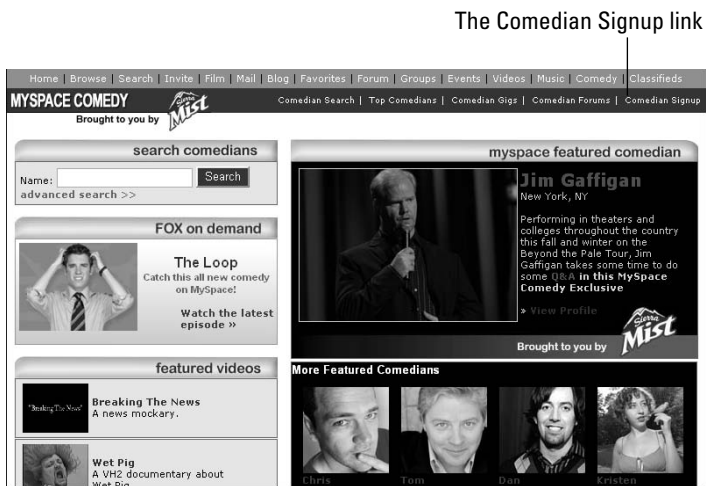 The Comedian Signup link
Home | Browse | Search | Invite | Film | Mail | Blog | Favorites | Forum | Groups | Events | Videos | Music | Comedy | Classifieds
MYSPACE COMEDY
Sierra Mist
Comedian Search | Top Comedians | Comedian Gigs | Comedian Forums | Comedian Signup
Brought to you by
search comedians
Name:
Search
advanced search >>
FOX on demand
The Loop
Catch this all new comedy
on MySpace!
Watch the latest
episode »
featured videos
"Breaking The News"
Breaking The News
A news mockary.
Wet Pig
A VH2 documentary about
Wet Pig
myspace featured comedian
Jim Gaffigan
New York, NY
Performing in theaters and
colleges throughout the country
this fall and winter on the
Beyond the Pale Tour, Jim
Gaffigan takes some time to do
some Q&A in this MySpace
Comedy Exclusive
» View Profile
Brought to you by
Sierra Mist
More Featured Comedians
Chris
Tom
Dan
Kristen